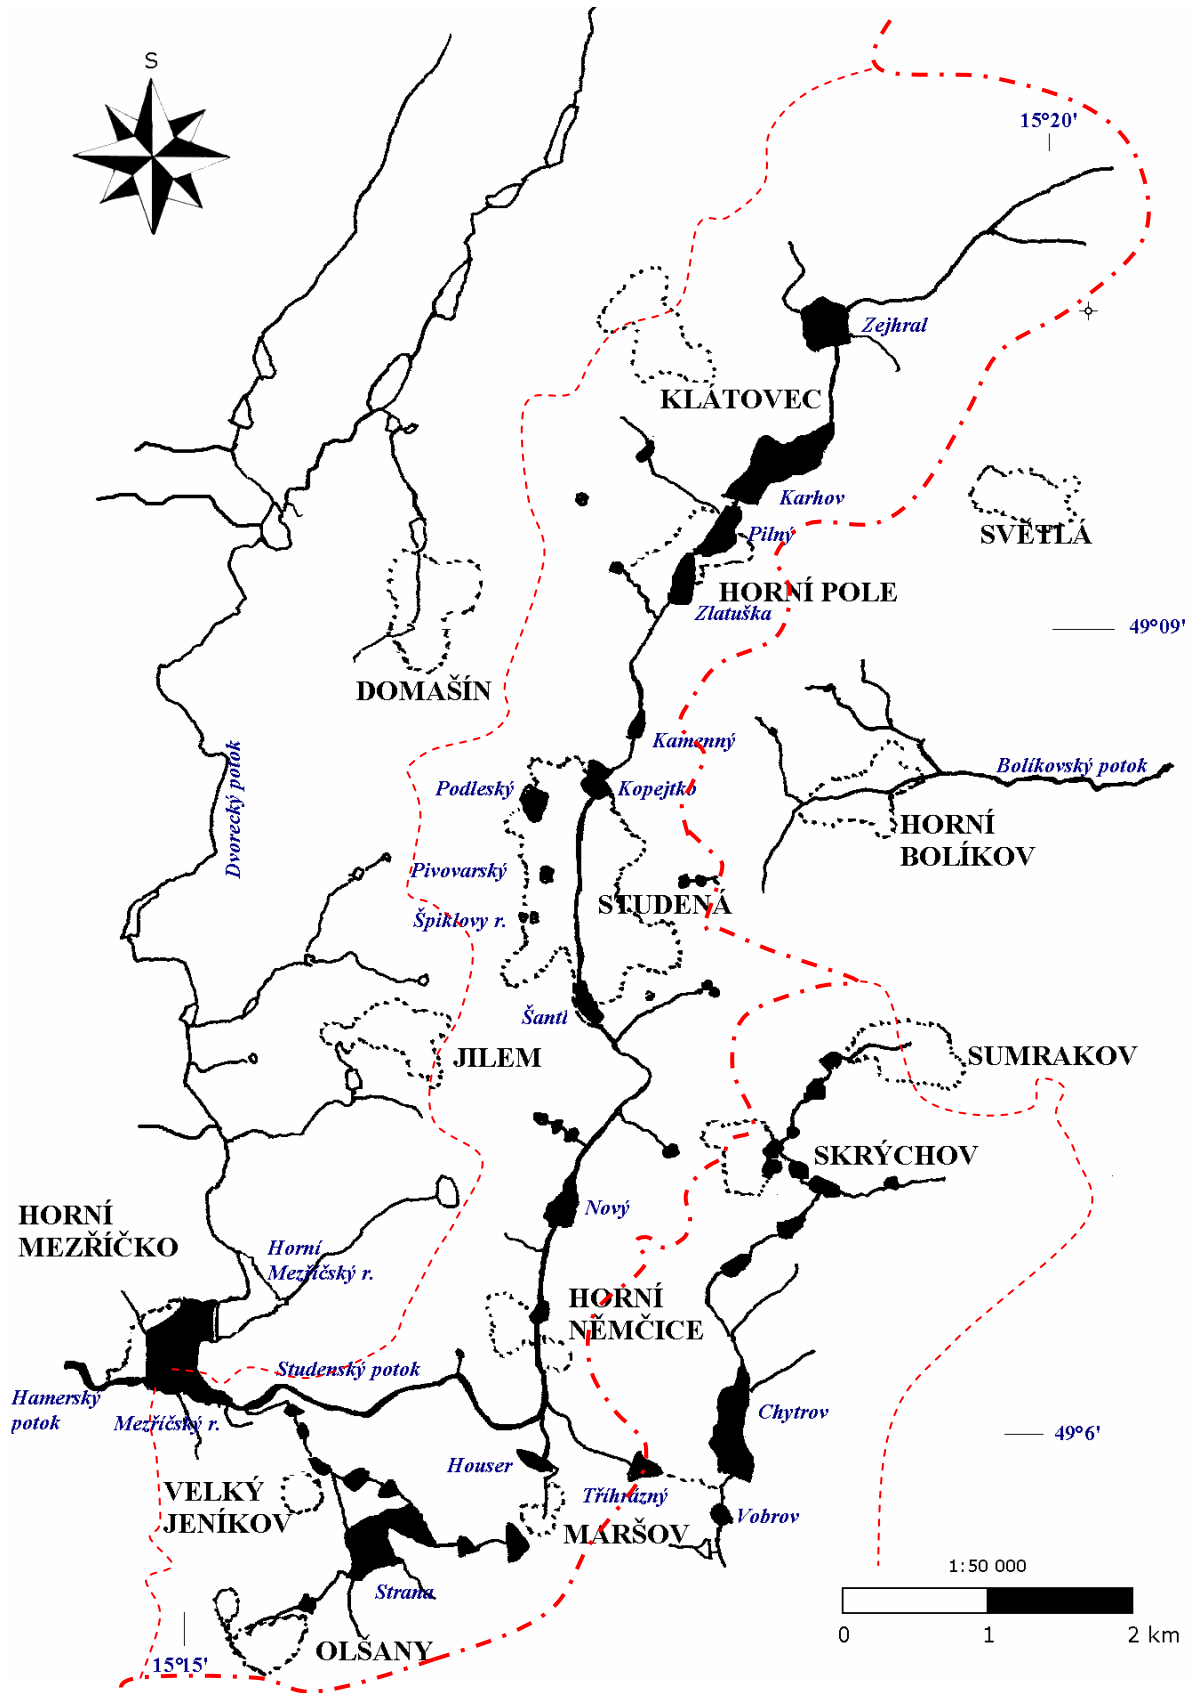 S
15°20'
Zejhral
KLATOVEC
Karhov
Pilný
SVĚTLÁ
HORNÍ POLE
Zlatuška
49°09'
DOMAŠÍN
Kamenný
Dvorecký potok
Bolíkovský potok
Podleský
Kopejtko
HORNÍ
BOLÍKOV
Pivovarský
STUDENÁ
Špiklovy r.
Šantl
JILEM
SUMRAKOV
SKRÝCHOV
HORNÍ
MEZŘÍČKO
Nový
Horní
Mezříčský r.
HORNÍ
NĚMČICE
Studenský potok
Hamerský
potok
Mezříčský r.
Chytrov
49°6'
Houser
VELKÝ
JENÍKOV
Tříhrázný
MARŠOV
Vobrov
1:50 000
Strana
0 1 2 km
OLŠANY
15°15'